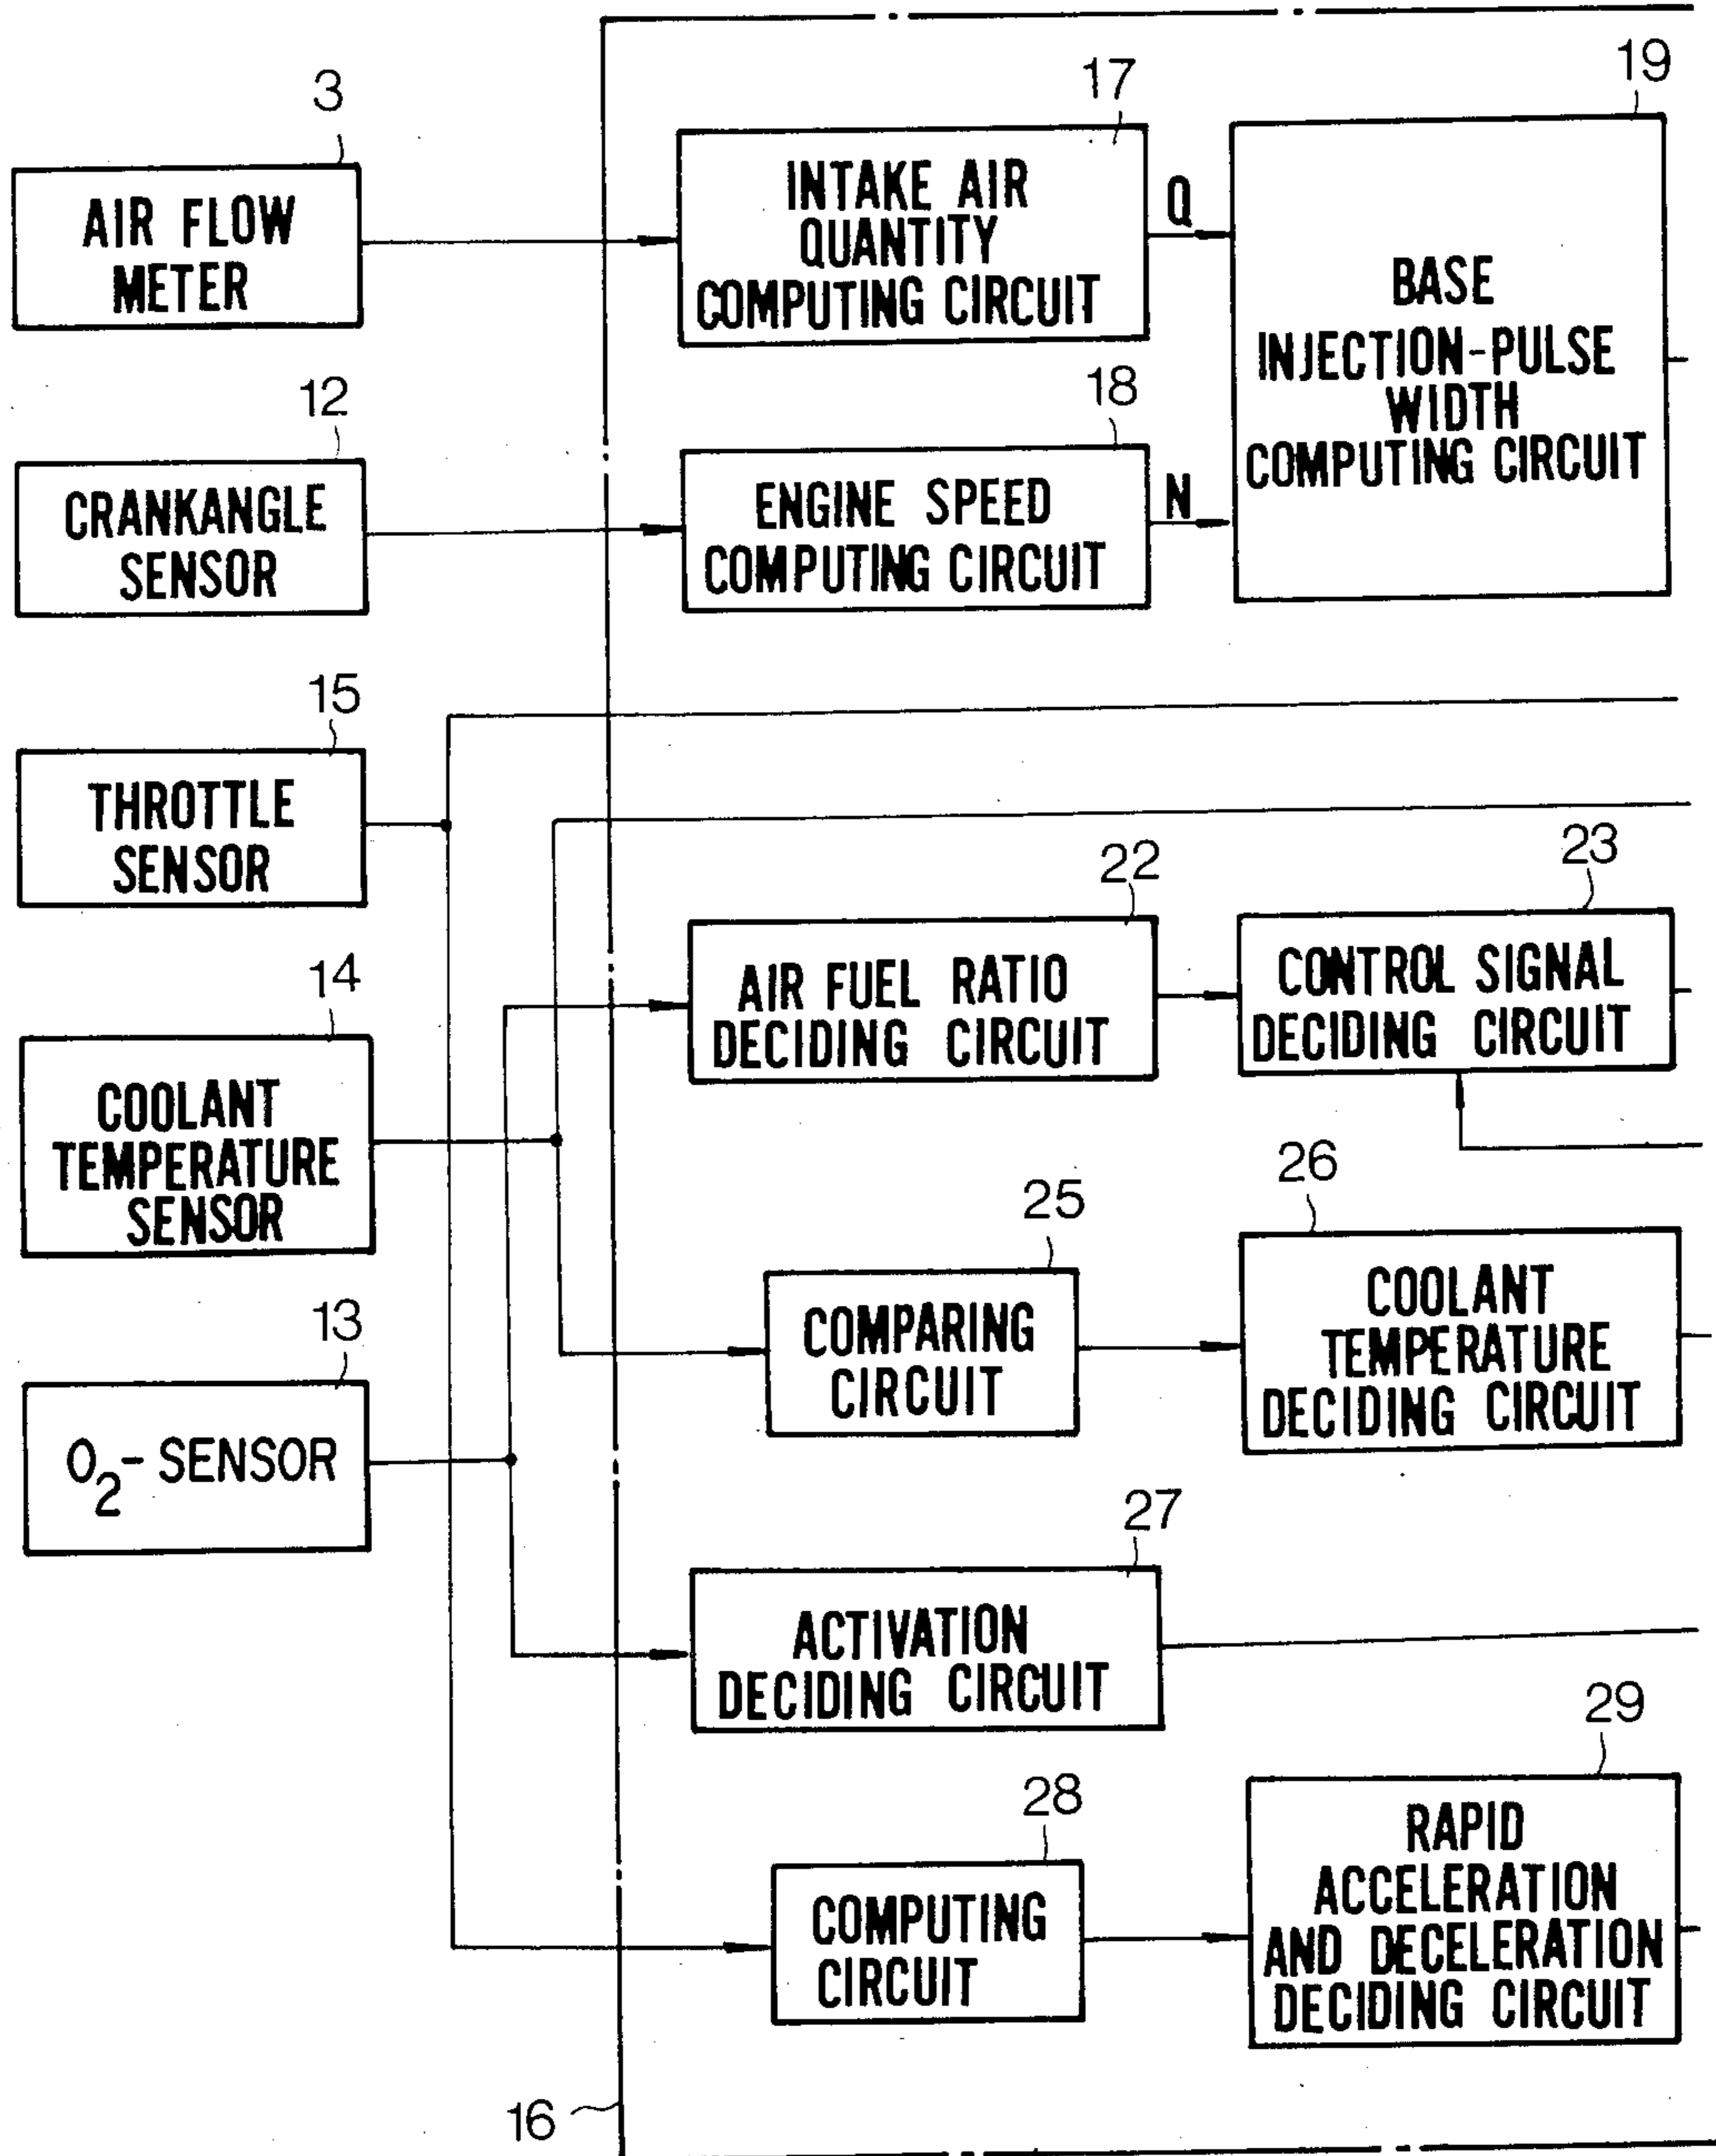 3
AIR FLOW
METER
17
INTAKE AIR
QUANTITY
COMPUTING CIRCUIT
Q
19
BASE
INJECTION-PULSE
WIDTH
COMPUTING CIRCUIT
12
CRANKANGLE
SENSOR
18
ENGINE SPEED
COMPUTING CIRCUIT
N
15
THROTTLE
SENSOR
22
AIR FUEL RATIO
DECIDING CIRCUIT
23
CONTROL SIGNAL
DECIDING CIRCUIT
14
COOLANT
TEMPERATURE
SENSOR
25
COMPARING
CIRCUIT
26
COOLANT
TEMPERATURE
DECIDING CIRCUIT
13
O2-SENSOR
27
ACTIVATION
DECIDING CIRCUIT
28
COMPUTING
CIRCUIT
29
RAPID
ACCELERATION
AND DECELERATION
DECIDING CIRCUIT
16